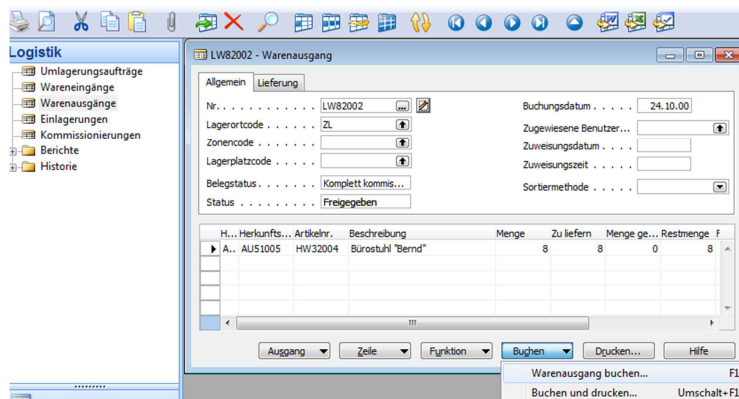 Logistik
Umlagerungsaufträge
Wareneingänge
Warenausgänge
Einlagerungen
Kommissionierungen
Berichte
Historie
LW82002 - Warenausgang
Allgemein Lieferung
Nr. . . . . . . . . . . . LW82002 Buchungsdatum . . . . . 24.10.00
Lagerortcode . . . . . . ZL Zugewiesene Benutzer...
Zonencode . . . . . . . . Zuweisungsdatum . . . .
Lagerplatzcode . . . . . Zuweisungszeit . . . . .
Belegstatus . . . . . . . Komplett kommis... Sortiermethode . . . . .
Status . . . . . . . . . Freigegeben
H... Herkunfts... Artikelnr. Beschreibung Menge Zu liefern Menge ge... Restmenge F
A.. AU51005 HW32004 Bürostuhl "Bernd" 8 8 0 8
Ausgang Zeile Funktion Buchen Drucken... Hilfe
Warenausgang buchen... F1
Buchen und drucken... Umschalt+F1